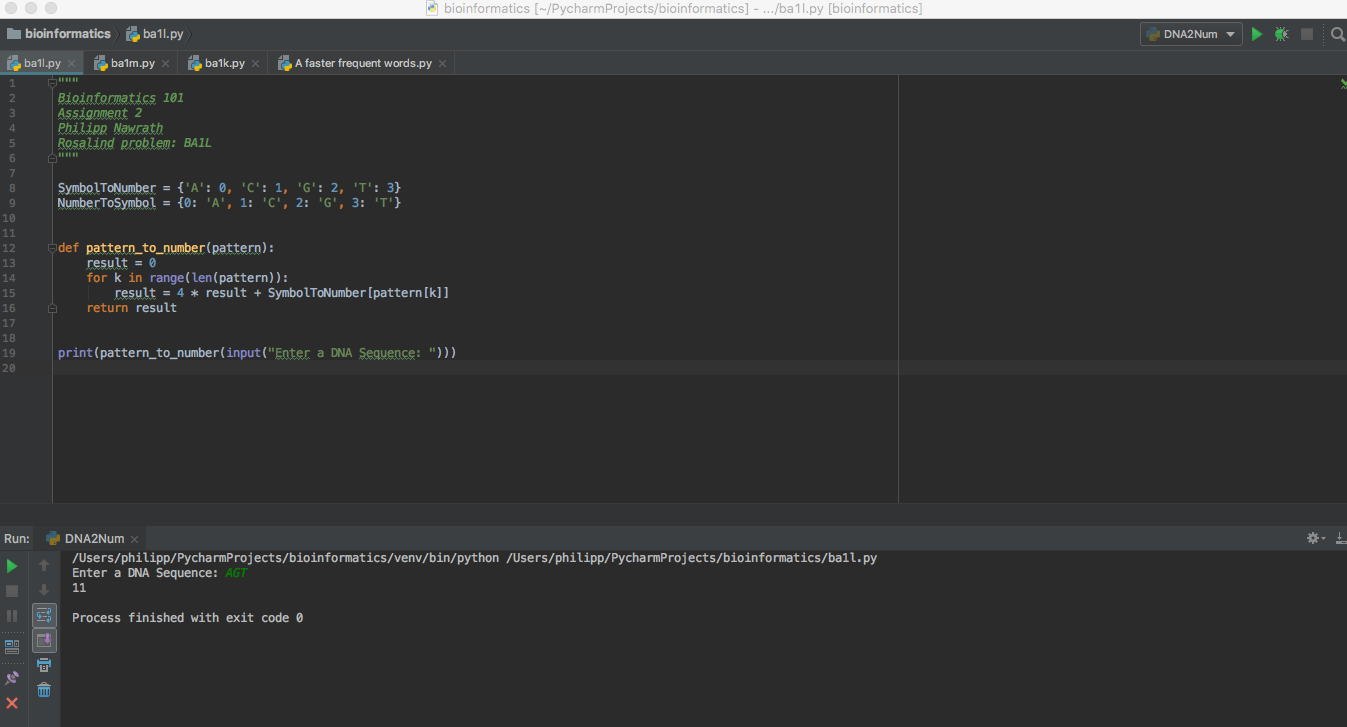 bioinformatics [~/PycharmProjects/bioinformatics] - .../ba1l.py [bioinformatics]
bioinformatics ba1l.py DNA2Num
ba1l.py ba1m.py ba1k.py A faster frequent words.py
1 """
2 Bioinformatics 101
3 Assignment 2
4 Philipp Nawrath
5 Rosalind problem: BA1L
6 """
7
8 SymbolToNumber = {'A': 0, 'C': 1, 'G': 2, 'T': 3}
9 NumberToSymbol = {0: 'A', 1: 'C', 2: 'G', 3: 'T'}
10
11
12 def pattern_to_number(pattern):
13 result = 0
14 for k in range(len(pattern)):
15 result = 4 * result + SymbolToNumber[pattern[k]]
16 return result
17
18
19 print(pattern_to_number(input("Enter a DNA Sequence: ")))
20
Run: DNA2Num
/Users/philipp/PycharmProjects/bioinformatics/venv/bin/python /Users/philipp/PycharmProjects/bioinformatics/ba1l.py
Enter a DNA Sequence: AGT
11
Process finished with exit code 0